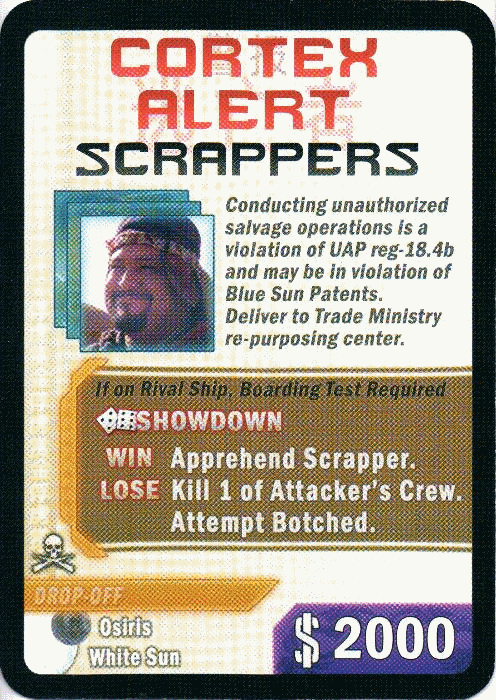 CORTEX
ALERT
SCRAPPERS
Conducting unauthorized
salvage operations is a
violation of UAP reg-18.4b
and may be in violation of
Blue Sun Patents.
Deliver to Trade Ministry
re-purposing center.
If on Rival Ship, Boarding Test Required
SHOWDOWN
WIN Apprehend Scrapper.
LOSE Kill 1 of Attacker's Crew.
Attempt Botched.
DROP-OFF
Osiris
White Sun
$ 2000